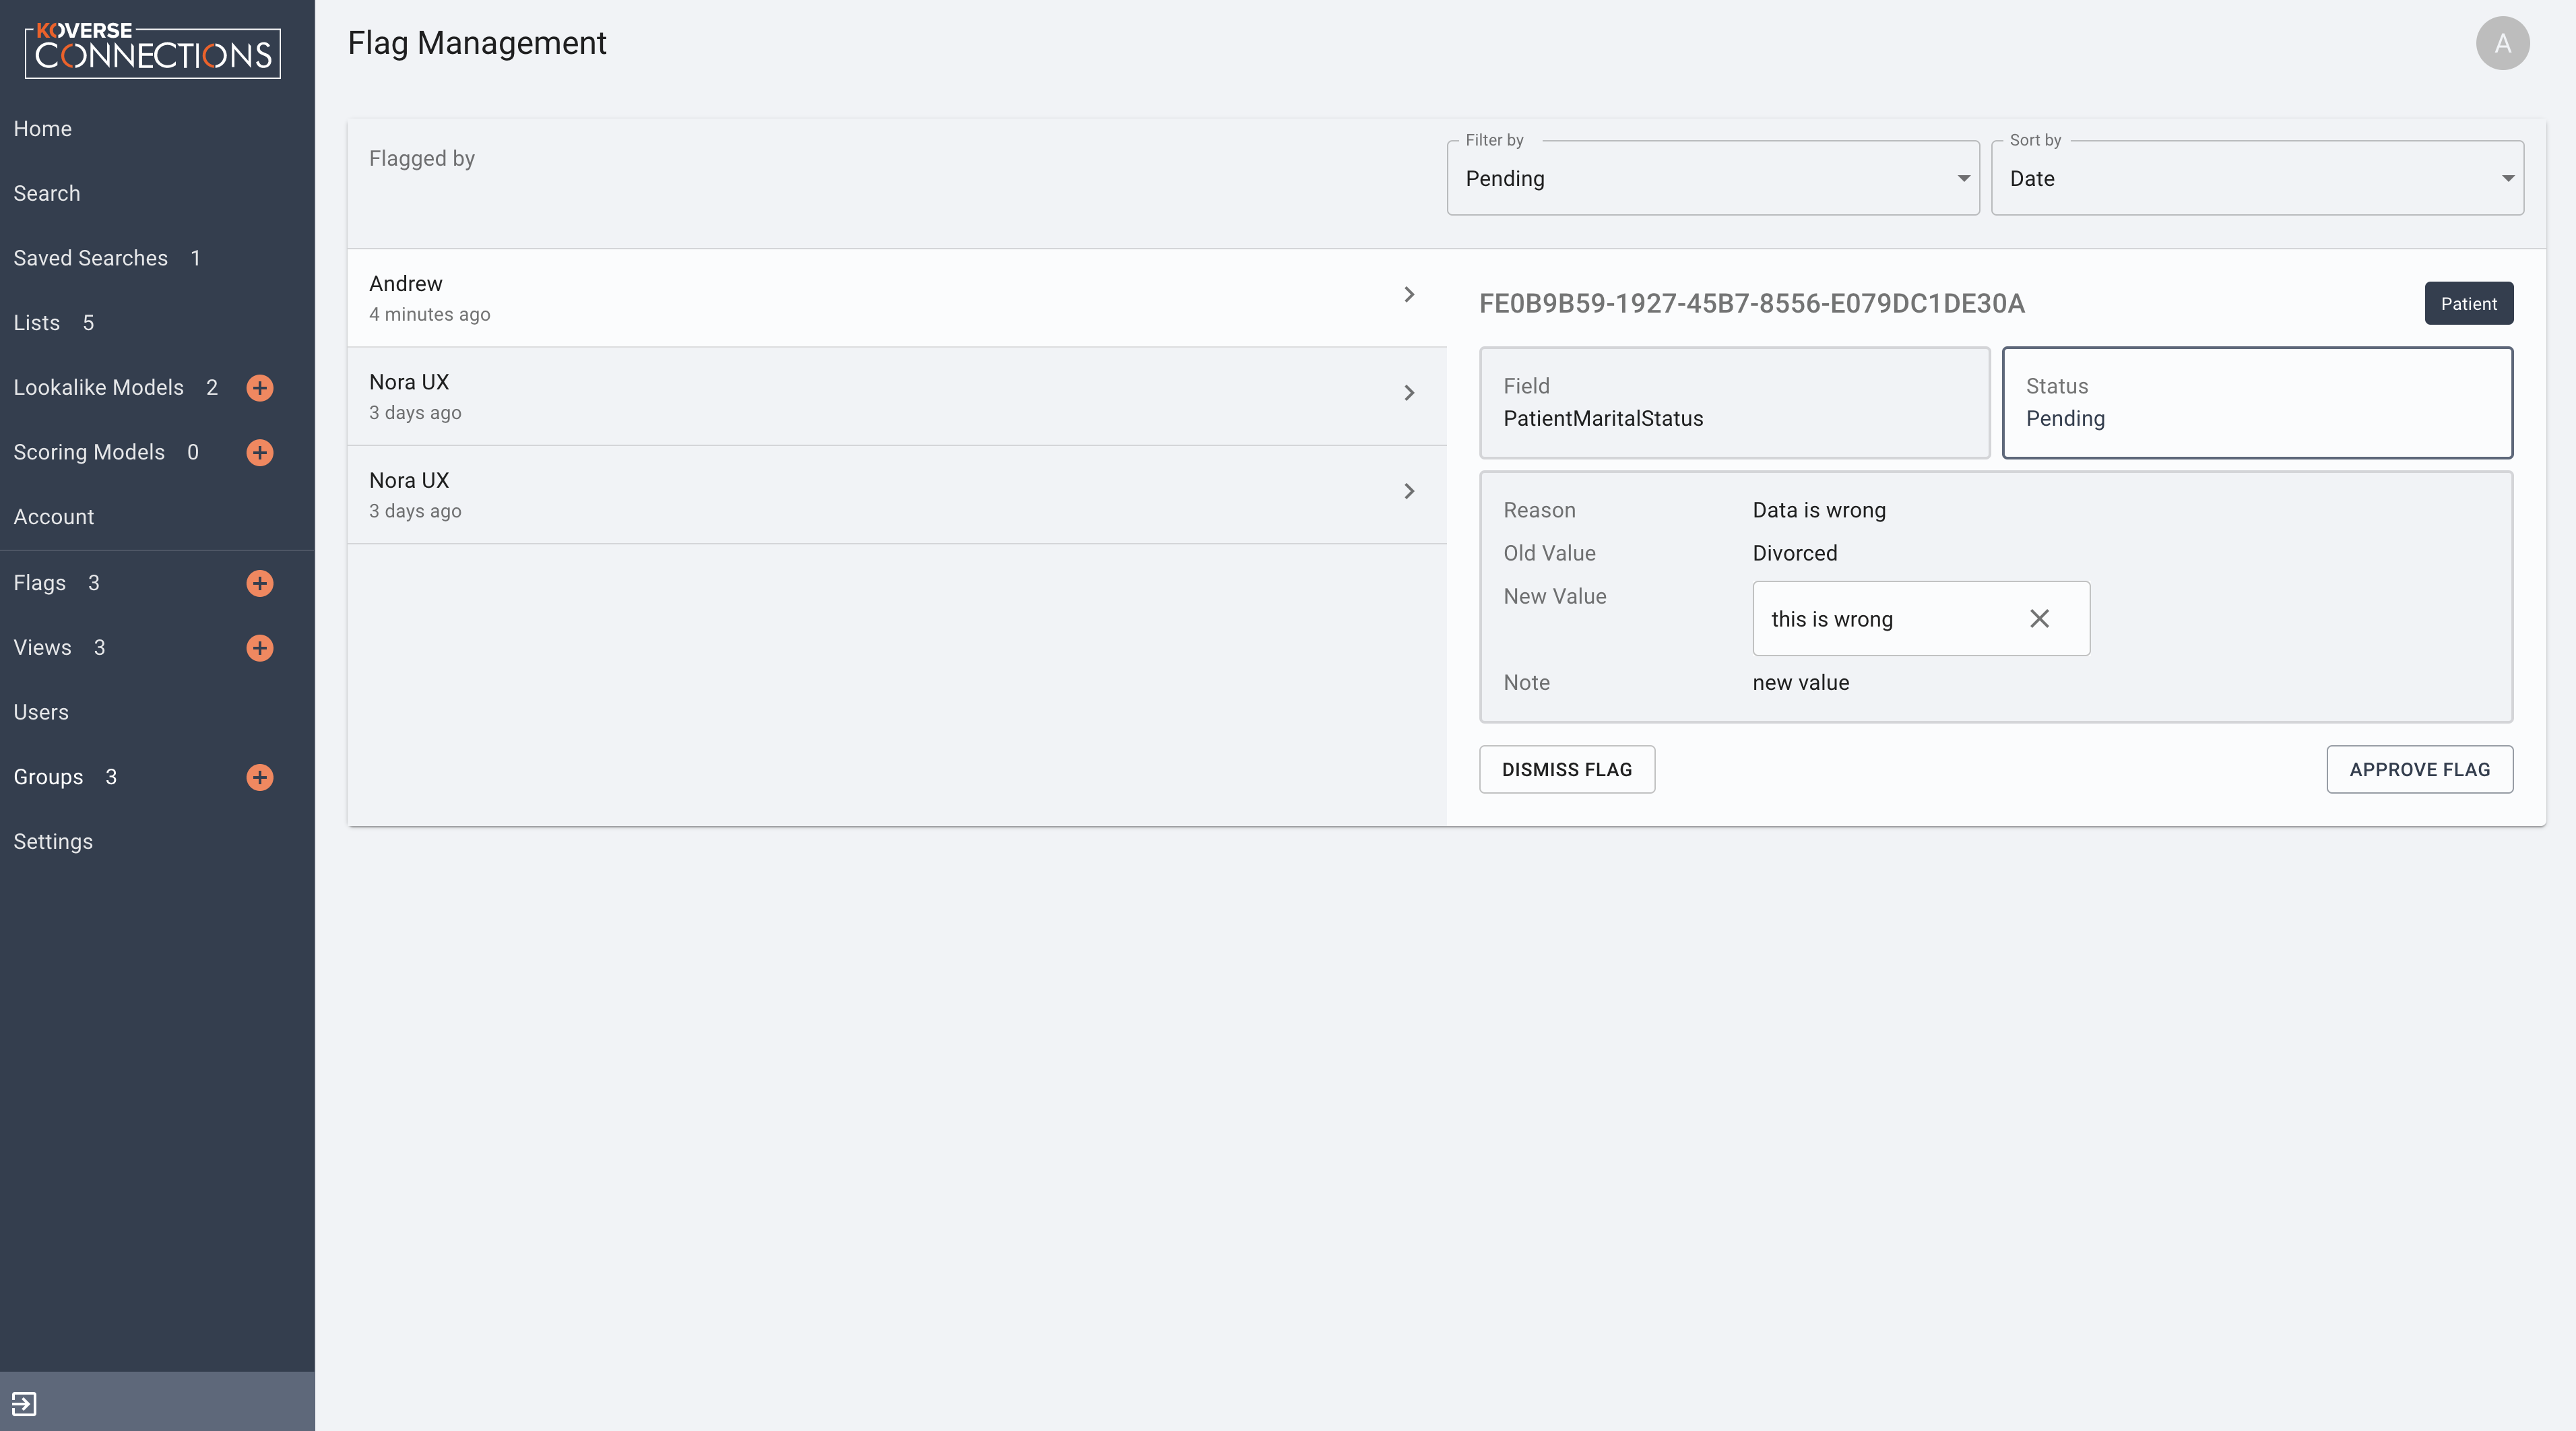 KOVERSE
CONNECTIONS
Home
Search
Saved Searches 1
Lists 5
Lookalike Models 2
Scoring Models 0
Account
Flags 3
Views 3
Users
Groups 3
Settings
Flag Management
A
Flagged by
Filter by
Pending
Sort by
Date
Andrew
4 minutes ago
Nora UX
3 days ago
Nora UX
3 days ago
FE0B9B59-1927-45B7-8556-E079DC1DE30A
Patient
Field
PatientMaritalStatus
Status
Pending
Reason Data is wrong
Old Value Divorced
New Value this is wrong
Note new value
DISMISS FLAG
APPROVE FLAG